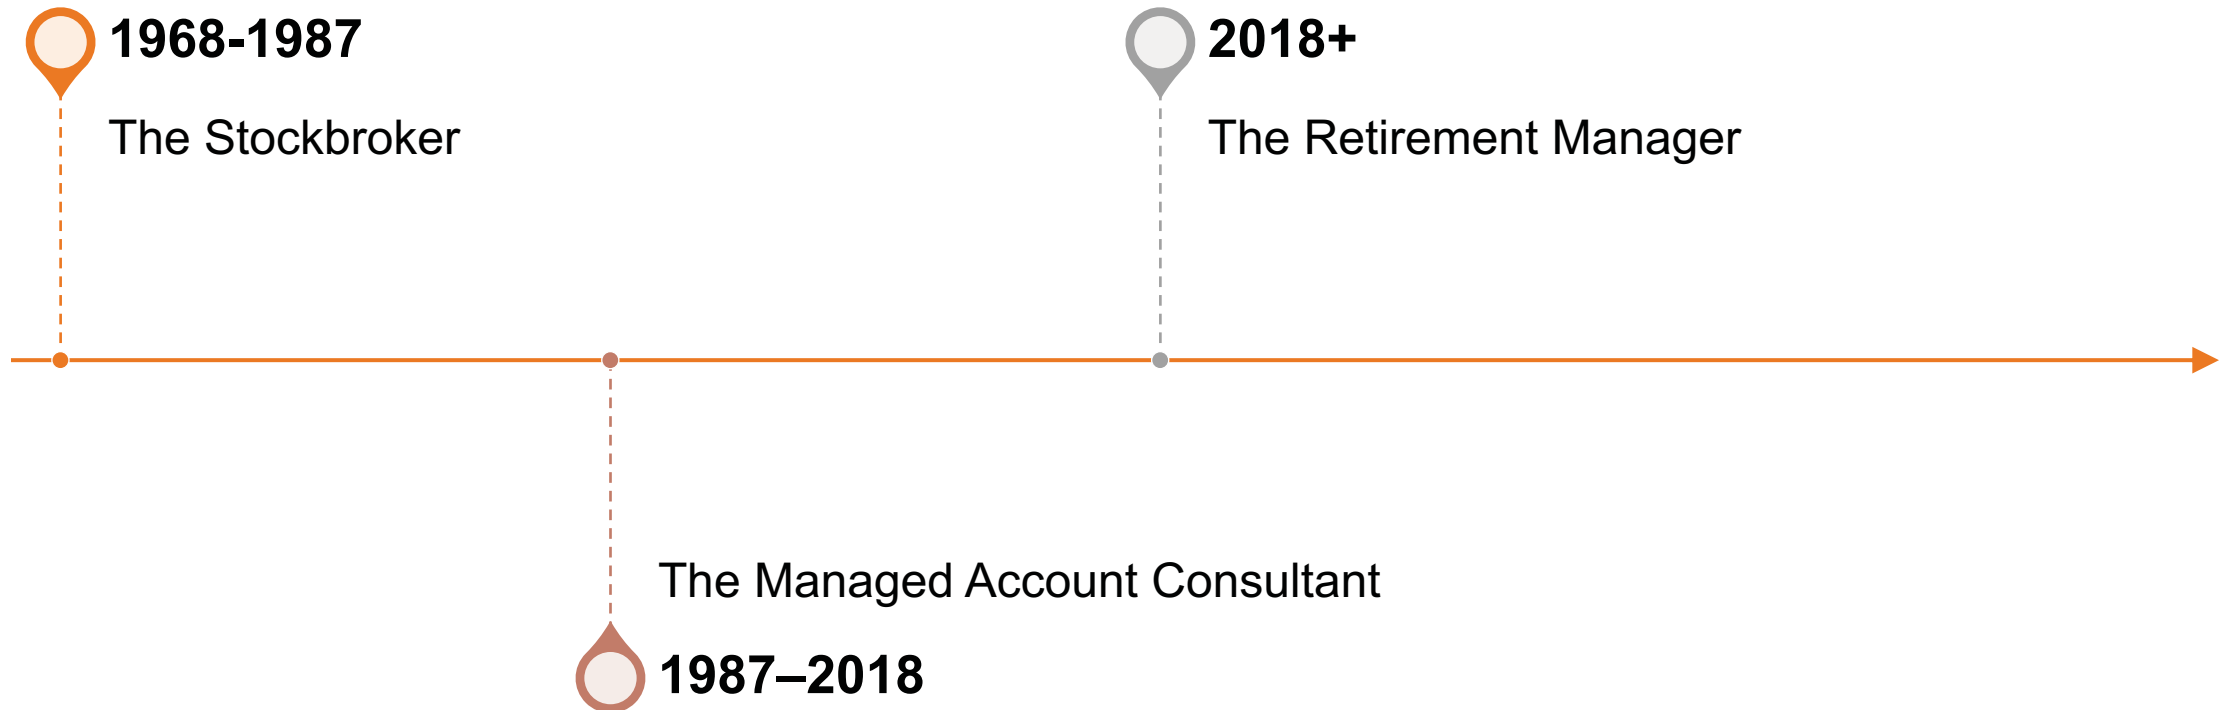 1968-1987
The Stockbroker
2018+
The Retirement Manager
The Managed Account Consultant
1987–2018